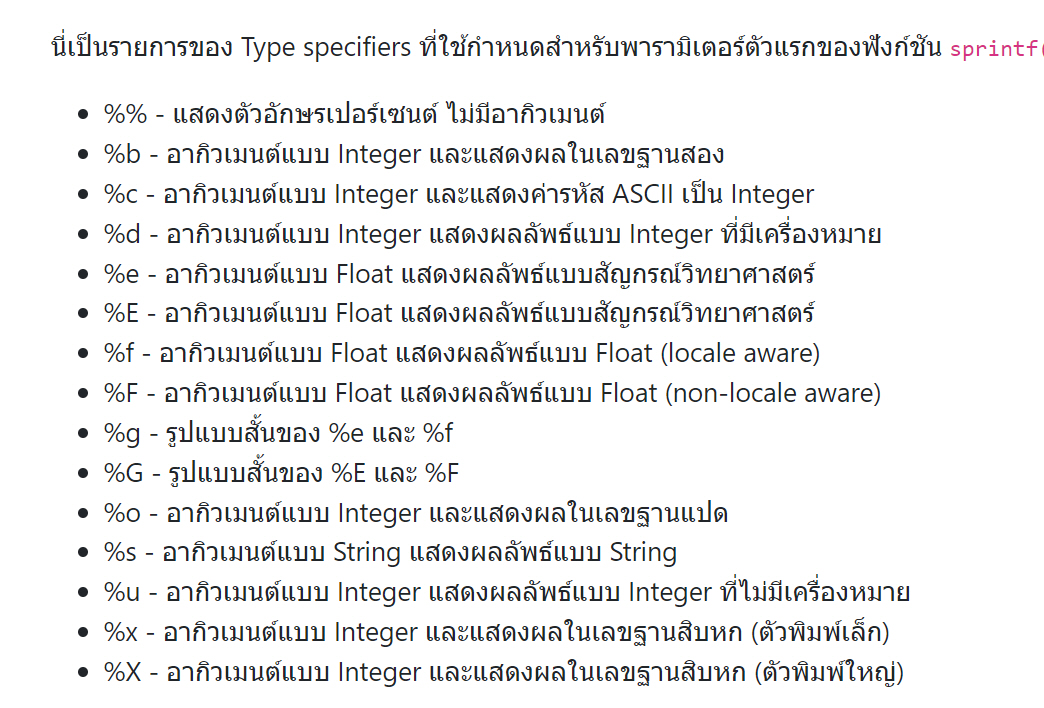 นี่เป็นรายการของ Type specifiers ที่ใช้กำหนดสำหรับพารามิเตอร์ตัวแรกของฟังก์ชัน sprintf(
• %% - แสดงตัวอักษรเปอร์เซนต์ ไม่มีอากิวเมนต์
• %b - อากิวเมนต์แบบ Integer และแสดงผลในเลขฐานสอง
• %c - อากิวเมนต์แบบ Integer และแสดงค่ารหัส ASCII เป็น Integer
• %d - อากิวเมนต์แบบ Integer แสดงผลลัพธ์แบบ Integer ที่มีเครื่องหมาย
• %e - อากิวเมนต์แบบ Float แสดงผลลัพธ์แบบสัญกรณ์วิทยาศาสตร์
• %E - อากิวเมนต์แบบ Float แสดงผลลัพธ์แบบสัญกรณ์วิทยาศาสตร์
• %f - อากิวเมนต์แบบ Float แสดงผลลัพธ์แบบ Float (locale aware)
• %F - อากิวเมนต์แบบ Float แสดงผลลัพธ์แบบ Float (non-locale aware)
• %g - รูปแบบสั้นของ %e และ %f
• %G - รูปแบบสั้นของ %E และ %F
• %o - อากิวเมนต์แบบ Integer และแสดงผลในเลขฐานแปด
• %s - อากิวเมนต์แบบ String แสดงผลลัพธ์แบบ String
• %u - อากิวเมนต์แบบ Integer แสดงผลลัพธ์แบบ Integer ที่ไม่มีเครื่องหมาย
• %x - อากิวเมนต์แบบ Integer และแสดงผลในเลขฐานสิบหก (ตัวพิมพ์เล็ก)
• %X - อากิวเมนต์แบบ Integer และแสดงผลในเลขฐานสิบหก (ตัวพิมพ์ใหญ่)